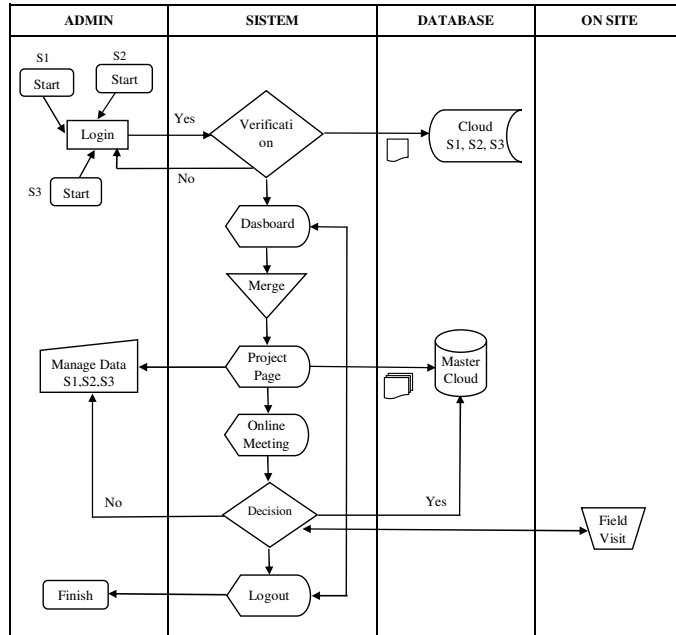 ADMIN
SISTEM
DATABASE
ON SITE
S1
S2
Start
Start
Login
Yes
Verificati
on
Cloud
S1, S2, S3
No
S3
Start
Dasboard
Merge
Manage Data
S1,S2,S3
Project
Page
Master
Cloud
Online
Meeting
No
Decision
Yes
Field
Visit
Finish
Logout